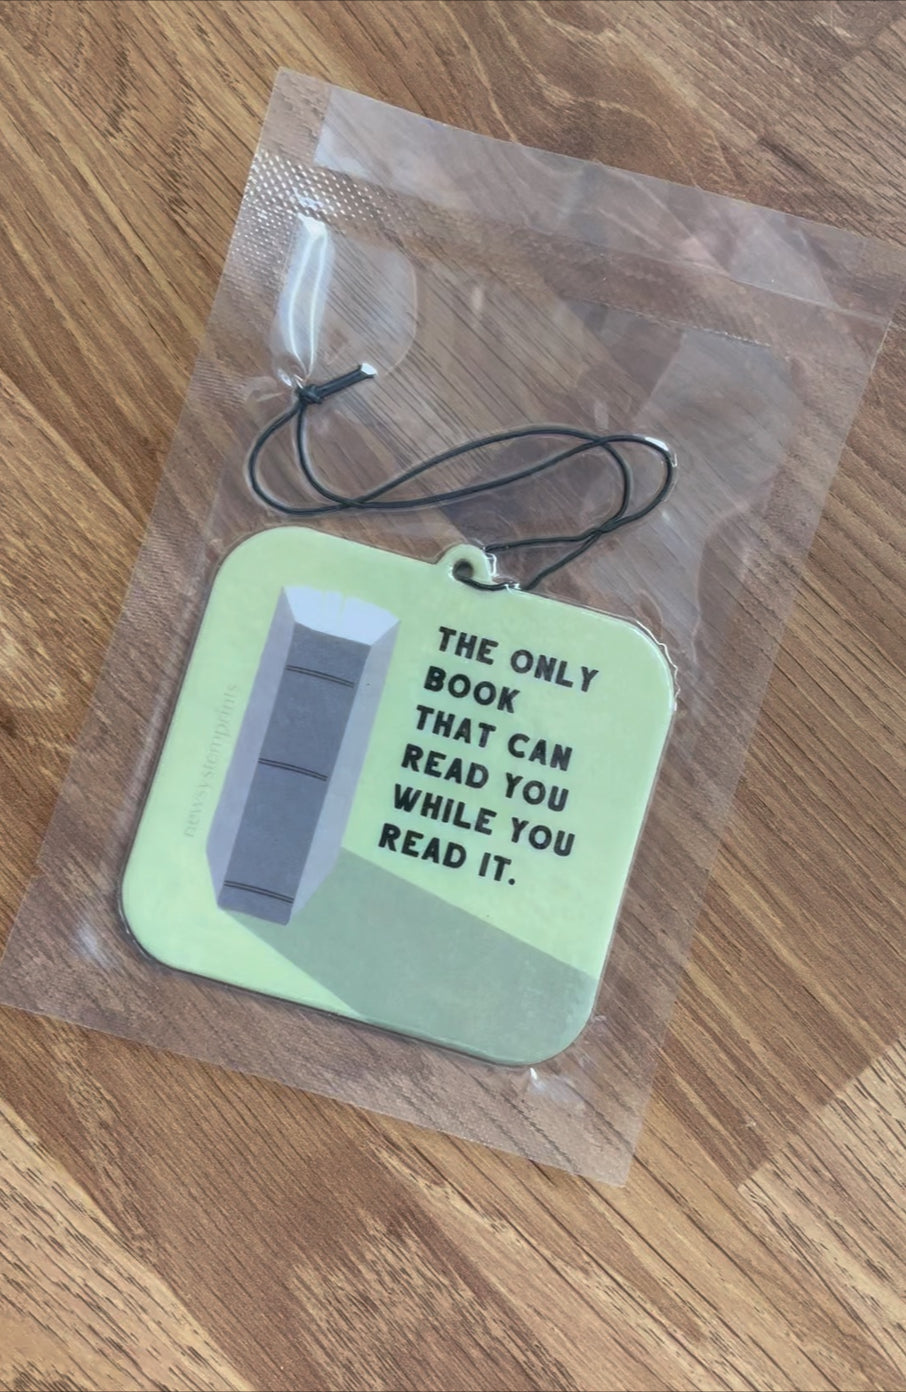 THE ONLY
BOOK
THAT CAN
READ YOU
WHILE YOU
READ IT.
newsystemprints